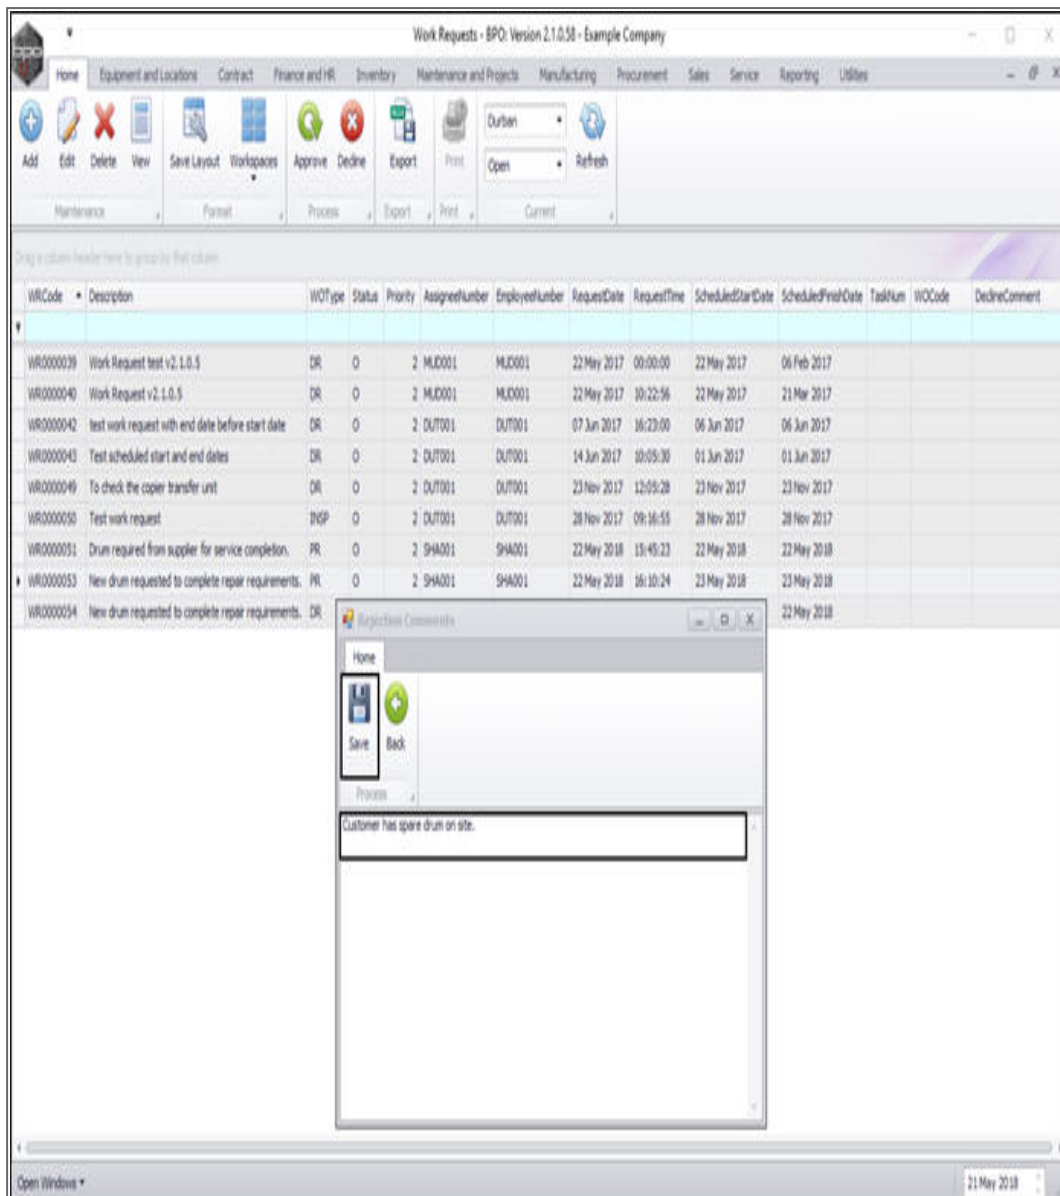 Work Requests - BPO: Version 2.1.0.58 - Example Company
BPO
Home Equipment and Locations Contract Finance and HR Inventory Maintenance and Projects Manufacturing Procurement Sales Service Reporting Utilities
Durban
Add Edit Delete View Save Layout Workspaces Approve Decline Export Print Open Refresh
Maintenance Format Process Export Print Current
Drag a column header here to group by that column
WRCode Description WOType Status Priority AssigneeNumber EmployeeNumber RequestDate RequestTime ScheduledStartDate ScheduledFinishDate TaskNum WOCode DeclineComment
WR0000039 Work Request test v2.1.0.5 DR O 2 MUD001 MUD001 22 May 2017 00:00:00 22 May 2017 06 Feb 2017
WR0000040 Work Request v2.1.0.5 DR O 2 MUD001 MUD001 22 May 2017 10:22:56 22 May 2017 21 Mar 2017
WR0000042 test work request with end date before start date DR O 2 DUT001 DUT001 07 Jun 2017 16:23:00 06 Jun 2017 06 Jun 2017
WR0000043 Test scheduled start and end dates DR O 2 DUT001 DUT001 14 Jun 2017 10:05:30 01 Jun 2017 01 Jun 2017
WR0000049 To check the copier transfer unit DR O 2 DUT001 DUT001 23 Nov 2017 12:05:28 23 Nov 2017 23 Nov 2017
WR0000050 Test work request INSP O 2 DUT001 DUT001 28 Nov 2017 09:16:55 28 Nov 2017 28 Nov 2017
WR0000051 Drum required from supplier for service completion. PR O 2 SHA001 SHA001 22 May 2018 15:45:23 22 May 2018 22 May 2018
WR0000053 New drum requested to complete repair requirements. PR O 2 SHA001 SHA001 22 May 2018 16:10:24 23 May 2018 23 May 2018
WR0000054 New drum requested to complete repair requirements. DR 22 May 2018
Rejection Comments
Home
Save Back
Process
Customer has spare drum on site.
Open Windows
21 May 2018